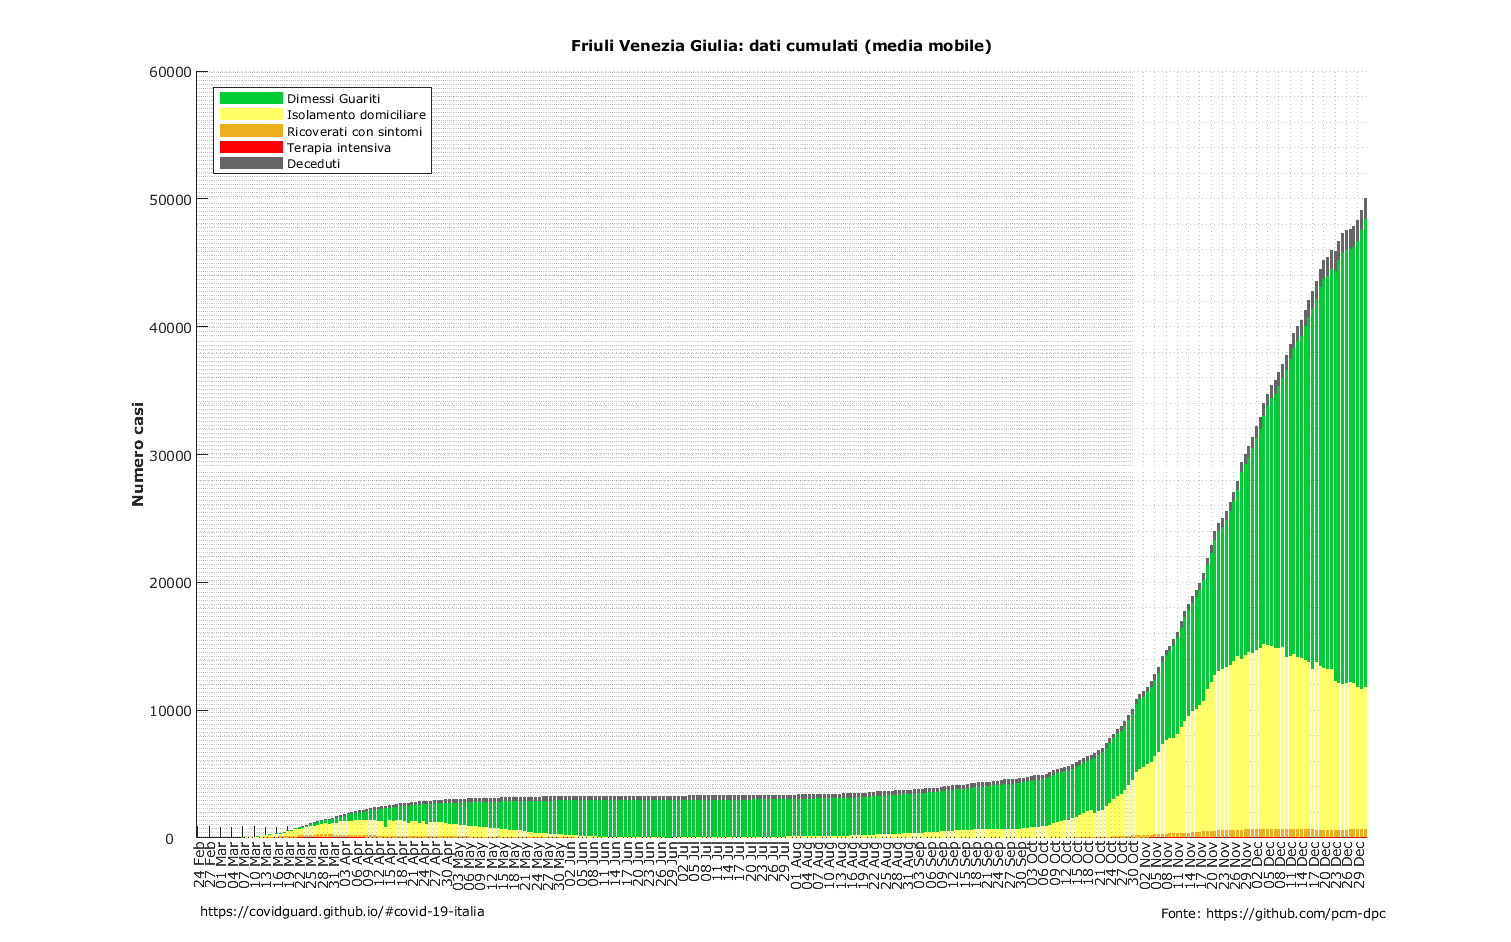 Friuli Venezia Giulia: dati cumulati (media mobile)
Dimessi Guariti
Isolamento domiciliare
Ricoverati con sintomi
Terapia intensiva
Deceduti
Numero casi
60000
50000
40000
30000
20000
10000
0
24 Feb
27 Feb
01 Mar
04 Mar
07 Mar
10 Mar
13 Mar
16 Mar
19 Mar
22 Mar
25 Mar
28 Mar
31 Mar
03 Apr
06 Apr
09 Apr
12 Apr
15 Apr
18 Apr
21 Apr
24 Apr
27 Apr
30 Apr
03 May
06 May
09 May
12 May
15 May
18 May
21 May
24 May
27 May
30 May
02 Jun
05 Jun
08 Jun
11 Jun
14 Jun
17 Jun
20 Jun
23 Jun
26 Jun
29 Jun
02 Jul
05 Jul
08 Jul
11 Jul
14 Jul
17 Jul
20 Jul
23 Jul
26 Jul
29 Jul
01 Aug
04 Aug
07 Aug
10 Aug
13 Aug
16 Aug
19 Aug
22 Aug
25 Aug
28 Aug
31 Aug
03 Sep
06 Sep
09 Sep
12 Sep
15 Sep
18 Sep
21 Sep
24 Sep
27 Sep
30 Sep
03 Oct
06 Oct
09 Oct
12 Oct
15 Oct
18 Oct
21 Oct
24 Oct
27 Oct
30 Oct
02 Nov
05 Nov
08 Nov
11 Nov
14 Nov
17 Nov
20 Nov
23 Nov
26 Nov
29 Nov
02 Dec
05 Dec
08 Dec
11 Dec
14 Dec
17 Dec
20 Dec
23 Dec
26 Dec
29 Dec
https://covidguard.github.io/#covid-19-italia
Fonte: https://github.com/pcm-dpc